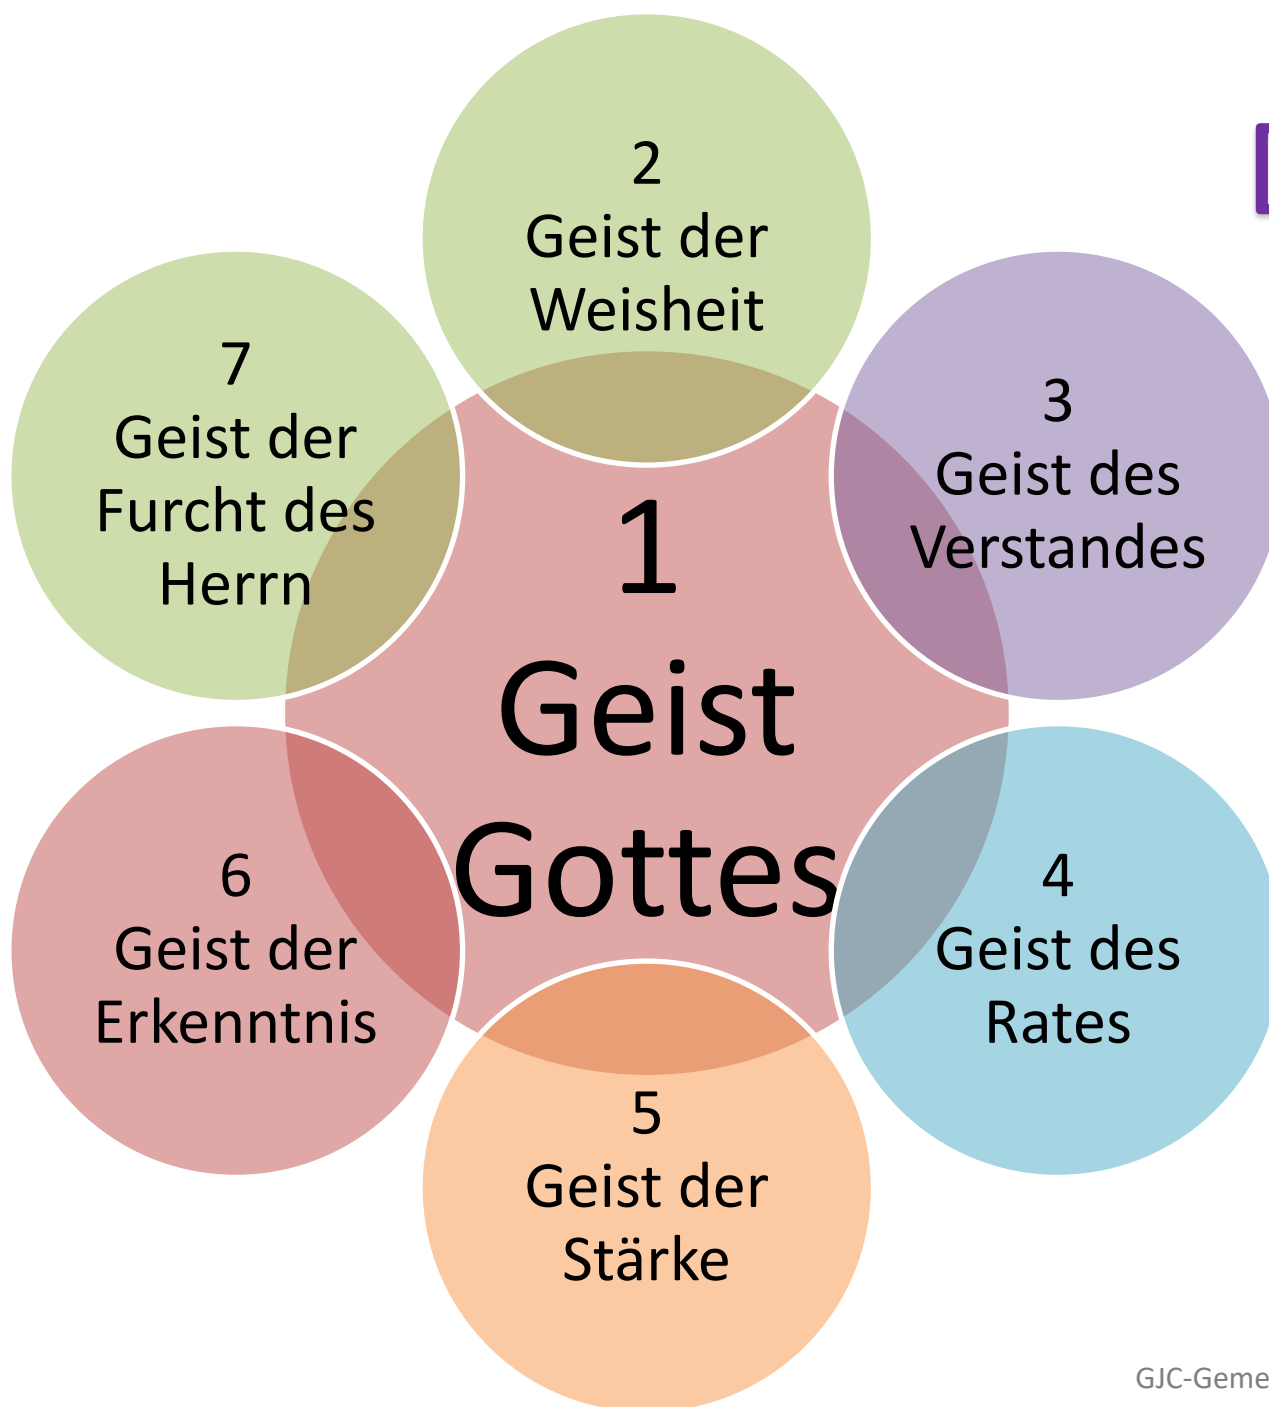 1
Geist
Gottes
2
Geist der
Weisheit
3
Geist des
Verstandes
4
Geist des
Rates
5
Geist der
Stärke
6
Geist der
Erkenntnis
7
Geist der
Furcht des
Herrn
GJC-Geme